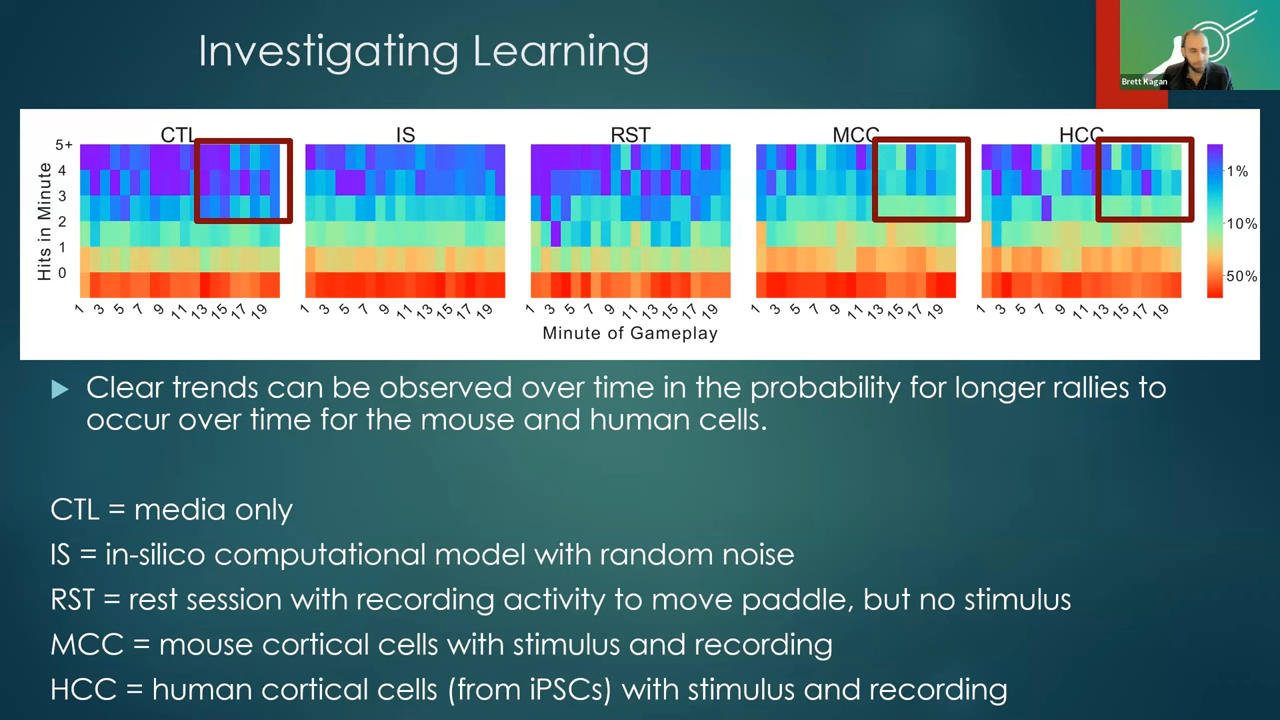 Investigating Learning
Brett Kagan
CTL IS RST MCC HCC
Hits in Minute
5+
4
3
2
1
0
1%
10%
50%
1 3 5 7 9 11 13 15 17 19 1 3 5 7 9 11 13 15 17 19 1 3 5 7 9 11 13 15 17 19 1 3 5 7 9 11 13 15 17 19 1 3 5 7 9 11 13 15 17 19
Minute of Gameplay
Clear trends can be observed over time in the probability for longer rallies to
occur over time for the mouse and human cells.
CTL = media only
IS = in-silico computational model with random noise
RST = rest session with recording activity to move paddle, but no stimulus
MCC = mouse cortical cells with stimulus and recording
HCC = human cortical cells (from iPSCs) with stimulus and recording